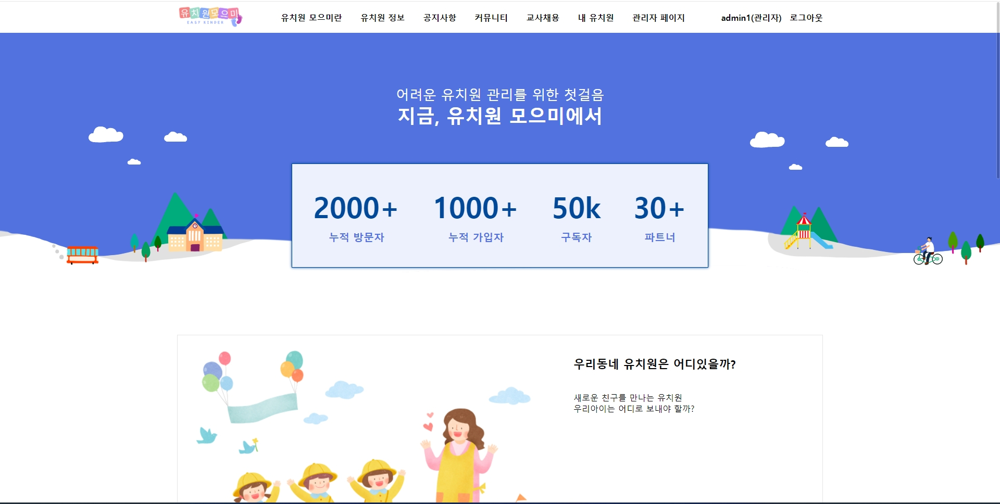 유치원모으미
EASY KINDER
유치원 모으미란 유치원 정보 공지사항 커뮤니티 교사채용 내 유치원 관리자 페이지 admin1(관리자) 로그아웃
어려운 유치원 관리를 위한 첫걸음
지금, 유치원 모으미에서
2000+ 1000+ 50k 30+
누적 방문자 누적 가입자 구독자 파트너
우리동네 유치원은 어디있을까?
새로운 친구를 만나는 유치원
우리아이는 어디로 보내야 할까?